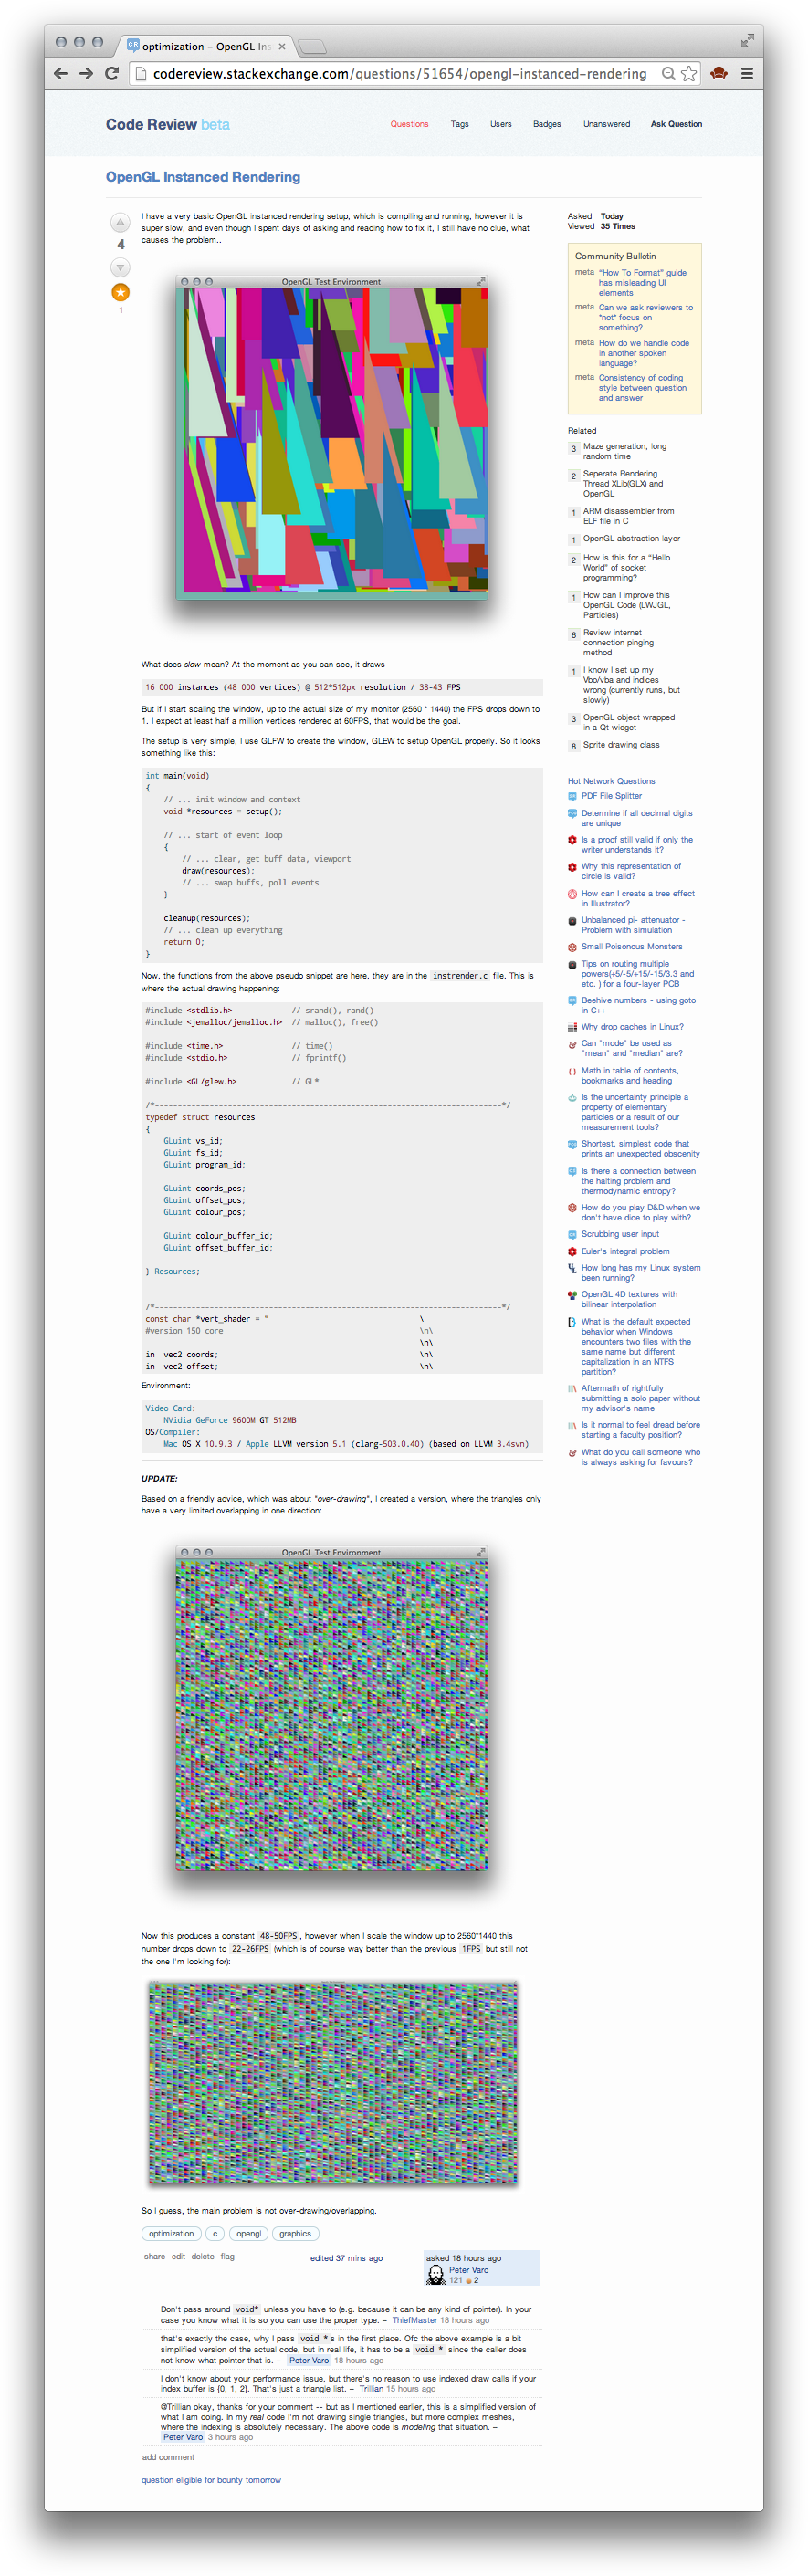 optimization – OpenGL Ins
codereview.stackexchange.com/questions/51654/opengl-instanced-rendering
Code Review beta
Questions Tags Users Badges Unanswered Ask Question
OpenGL Instanced Rendering
4
1
I have a very basic OpenGL instanced rendering setup, which is compiling and running, however it is
super slow, and even though I spent days of asking and reading how to fix it, I still have no clue, what
causes the problem..
OpenGL Test Environment
What does slow mean? At the moment as you can see, it draws
16 000 instances (48 000 vertices) @ 512*512px resolution / 38-43 FPS
But if I start scaling the window, up to the actual size of my monitor (2560 * 1440) the FPS drops down to
1. I expect at least half a million vertices rendered at 60FPS, that would be the goal.
The setup is very simple, I use GLFW to create the window, GLEW to setup OpenGL properly. So it looks
something like this:
int main(void)
{
// ... init window and context
void *resources = setup();
// ... start of event loop
{
// ... clear, get buff data, viewport
draw(resources);
// ... swap buffs, poll events
}
cleanup(resources);
// ... clean up everything
return 0;
}
Now, the functions from the above pseudo snippet are here, they are in the instrender.c file. This is
where the actual drawing happening:
#include <stdlib.h> // srand(), rand()
#include <jemalloc/jemalloc.h> // malloc(), free()
#include <time.h> // time()
#include <stdio.h> // fprintf()
#include <GL/glew.h> // GL*
/*----------------------------------------------------------------------------*/
typedef struct resources
{
GLuint vs_id;
GLuint fs_id;
GLuint program_id;
GLuint coords_pos;
GLuint offset_pos;
GLuint colour_pos;
GLuint colour_buffer_id;
GLuint offset_buffer_id;
} Resources;
/*----------------------------------------------------------------------------*/
const char *vert_shader = " \
#version 150 core \n\
\n\
in vec2 coords; \n\
in vec2 offset; \n\
Environment:
Video Card:
NVidia GeForce 9600M GT 512MB
OS/Compiler:
Mac OS X 10.9.3 / Apple LLVM version 5.1 (clang-503.0.40) (based on LLVM 3.4svn)
UPDATE:
Based on a friendly advice, which was about "over-drawing", I created a version, where the triangles only
have a very limited overlapping in one direction:
OpenGL Test Environment
Now this produces a constant 48-50FPS, however when I scale the window up to 2560*1440 this
number drops down to 22-26FPS (which is of course way better than the previous 1FPS but still not
the one I'm looking for):
So I guess, the main problem is not over-drawing/overlapping.
optimization c opengl graphics
share edit delete flag
edited 37 mins ago
asked 18 hours ago
Peter Varo
121 2
Don't pass around void* unless you have to (e.g. because it can be any kind of pointer). In your
case you know what it is so you can use the proper type. – ThiefMaster 18 hours ago
that's exactly the case, why I pass void *s in the first place. Ofc the above example is a bit
simplified version of the actual code, but in real life, it has to be a void * since the caller does
not know what pointer that is. – Peter Varo 18 hours ago
I don't know about your performance issue, but there's no reason to use indexed draw calls if your
index buffer is {0, 1, 2}. That's just a triangle list. – Trillian 15 hours ago
@Trillian okay, thanks for your comment -- but as I mentioned earlier, this is a simplified version of
what I am doing. In my real code I'm not drawing single triangles, but more complex meshes,
where the indexing is absolutely necessary. The above code is modeling that situation. –
Peter Varo 3 hours ago
add comment
question eligible for bounty tomorrow
Asked Today
Viewed 35 Times
Community Bulletin
meta "How To Format" guide
has misleading UI
elements
meta Can we ask reviewers to
"not" focus on
something?
meta How do we handle code
in another spoken
language?
meta Consistency of coding
style between question
and answer
Related
3 Maze generation, long
random time
2 Seperate Rendering
Thread XLib(GLX) and
OpenGL
1 ARM disassembler from
ELF file in C
1 OpenGL abstraction layer
2 How is this for a "Hello
World" of socket
programming?
1 How can I improve this
OpenGL Code (LWJGL,
Particles)
6 Review internet
connection pinging
method
1 I know I set up my
Vbo/vba and indices
wrong (currently runs, but
slowly)
3 OpenGL object wrapped
in a Qt widget
8 Sprite drawing class
Hot Network Questions
PDF File Splitter
Determine if all decimal digits
are unique
Is a proof still valid if only the
writer understands it?
Why this representation of
circle is valid?
How can I create a tree effect
in Illustrator?
Unbalanced pi- attenuator -
Problem with simulation
Small Poisonous Monsters
Tips on routing multiple
powers(+5/-5/+15/-15/3.3 and
etc. ) for a four-layer PCB
Beehive numbers - using goto
in C++
Why drop caches in Linux?
Can "mode" be used as
"mean" and "median" are?
Math in table of contents,
bookmarks and heading
Is the uncertainty principle a
property of elementary
particles or a result of our
measurement tools?
Shortest, simplest code that
prints an unexpected obscenity
Is there a connection between
the halting problem and
thermodynamic entropy?
How do you play D&D when we
don't have dice to play with?
Scrubbing user input
Euler's integral problem
How long has my Linux system
been running?
OpenGL 4D textures with
bilinear interpolation
What is the default expected
behavior when Windows
encounters two files with the
same name but different
capitalization in an NTFS
partition?
Aftermath of rightfully
submitting a solo paper without
my advisor's name
Is it normal to feel dread before
starting a faculty position?
What do you call someone who
is always asking for favours?